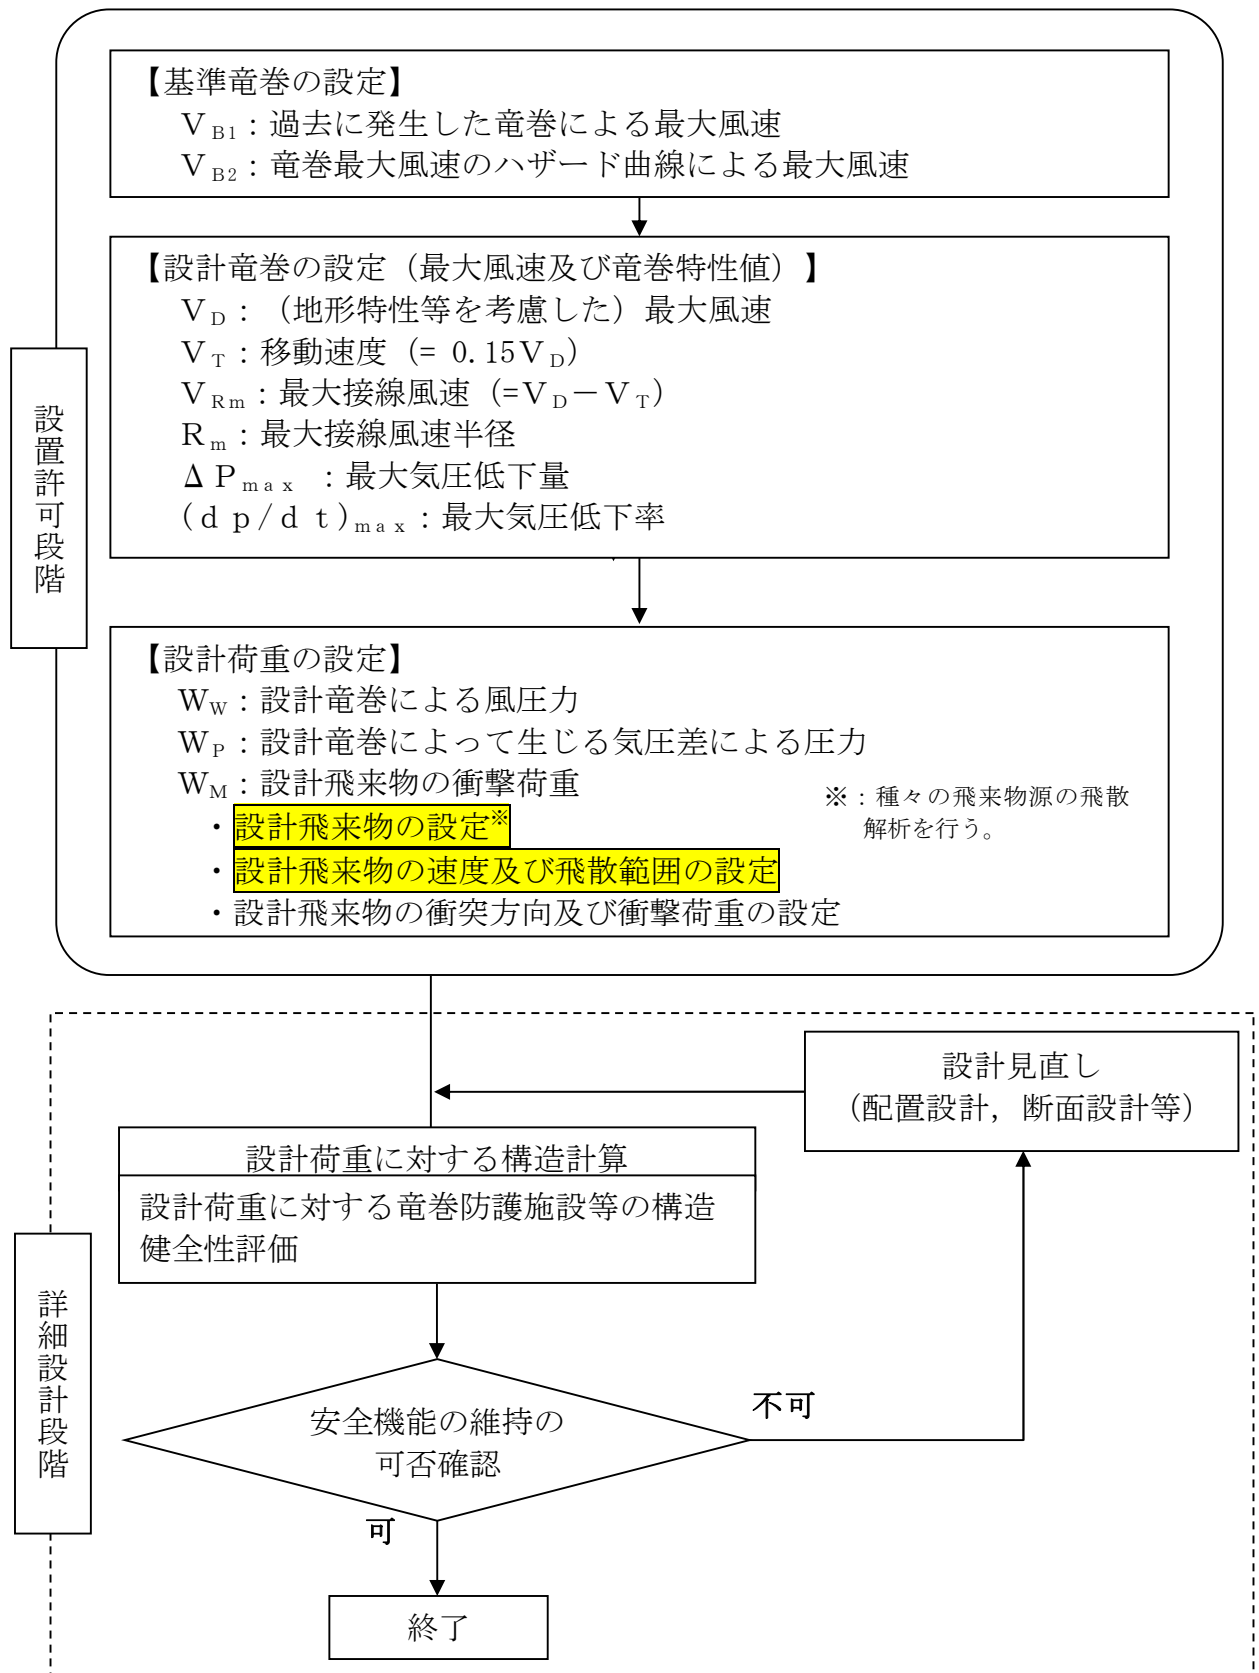 【基準竜巻の設定】
VB1：過去に発生した竜巻による最大風速
VB2：竜巻最大風速のハザード曲線による最大風速
【設計竜巻の設定（最大風速及び竜巻特性値）】
VD：（地形特性等を考慮した）最大風速
VT：移動速度（= 0.15VD）
VRm：最大接線風速（=VD－VT）
Rm：最大接線風速半径
ΔPmax ：最大気圧低下量
(dp/dt)max：最大気圧低下率
設置許可段階
【設計荷重の設定】
WW：設計竜巻による風圧力
WP：設計竜巻によって生じる気圧差による圧力
WM：設計飛来物の衝撃荷重
・設計飛来物の設定※
・設計飛来物の速度及び飛散範囲の設定
・設計飛来物の衝突方向及び衝撃荷重の設定
※：種々の飛来物源の飛散
解析を行う。
設計見直し
（配置設計，断面設計等）
設計荷重に対する構造計算
設計荷重に対する竜巻防護施設等の構造
健全性評価
詳細設計段階
安全機能の維持の
可否確認
不可
可
終了